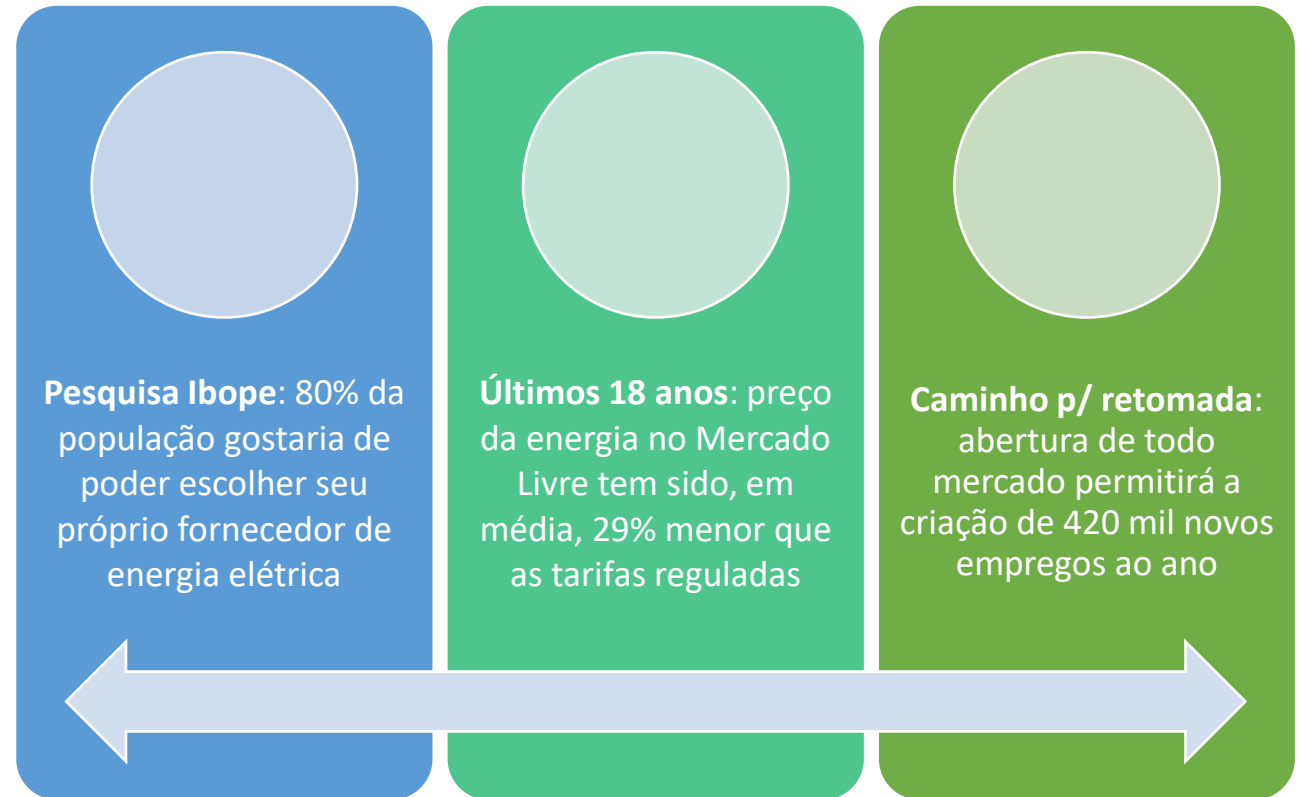 Pesquisa Ibope: 80% da
população gostaria de
poder escolher seu
próprio fornecedor de
energia elétrica
Últimos 18 anos: preço
da energia no Mercado
Livre tem sido, em
média, 29% menor que
as tarifas reguladas
Caminho p/ retomada:
abertura de todo
mercado permitirá a
criação de 420 mil novos
empregos ao ano